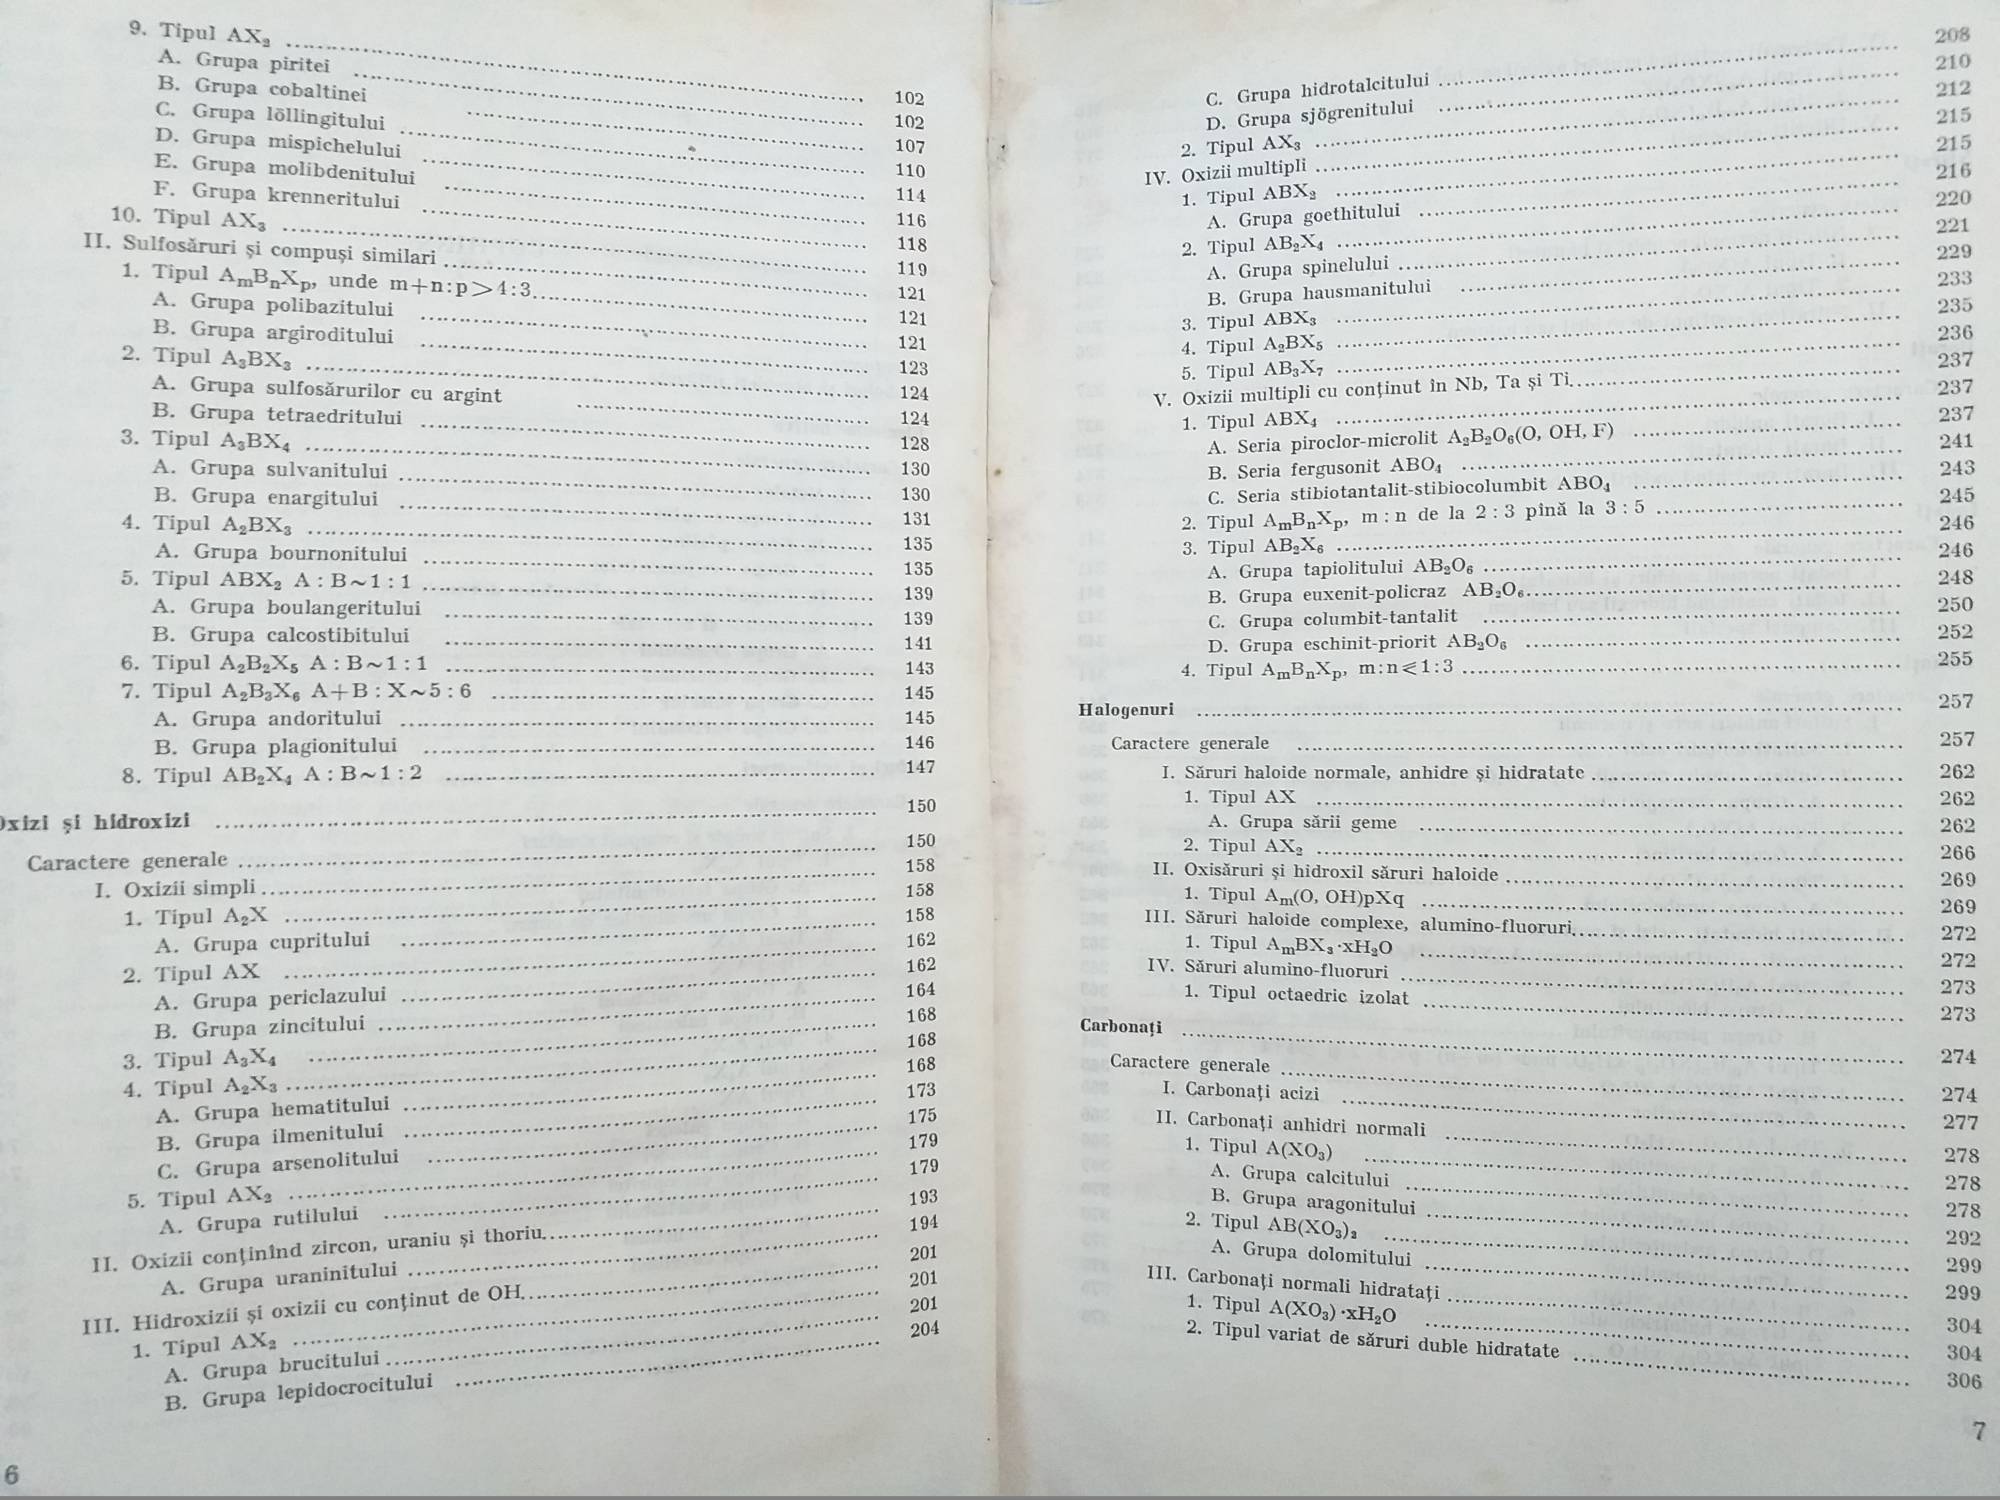 9. Tipul AX₂ ........ 102
A. Grupa piritei ........ 102
B. Grupa cobaltinei ........ 107
C. Grupa löllingitului ........ 110
D. Grupa mispichelului ........ 114
E. Grupa molibdenitului ........ 116
F. Grupa krenneritului ........ 118
10. Tipul AX₃ ........ 119
II. Sulfosăruri și compuși similari ........ 121
1. Tipul AₘBₙXₚ, unde m+n:p>4:3 ........ 121
A. Grupa polibazitului ........ 121
B. Grupa argiroditului ........ 123
2. Tipul A₃BX₃ ........ 124
A. Grupa sulfosărurilor cu argint ........ 124
B. Grupa tetraedritului ........ 128
3. Tipul A₃BX₄ ........ 130
A. Grupa sulvanitului ........ 130
B. Grupa enargitului ........ 131
4. Tipul A₂BX₃ ........ 135
A. Grupa bournonitului ........ 135
5. Tipul ABX₂ A : B~1 : 1 ........ 139
A. Grupa boulangeritului ........ 139
B. Grupa calcostibitului ........ 141
6. Tipul A₂B₂X₅ A : B~1 : 1 ........ 143
7. Tipul A₂B₃X₆ A+B : X~5 : 6 ........ 145
A. Grupa andoritului ........ 145
B. Grupa plagionitului ........ 146
8. Tipul AB₂X₄ A : B~1 : 2 ........ 147
Oxizi și hidroxizi ........ 150
Caractere generale ........ 150
I. Oxizii simpli ........ 158
1. Tipul A₂X ........ 158
A. Grupa cupritului ........ 158
2. Tipul AX ........ 162
A. Grupa periclazului ........ 162
B. Grupa zincitului ........ 164
3. Tipul A₃X₄ ........ 168
4. Tipul A₂X₃ ........ 168
A. Grupa hematitului ........ 168
B. Grupa ilmenitului ........ 173
C. Grupa arsenolitului ........ 175
5. Tipul AX₂ ........ 179
A. Grupa rutilului ........ 179
II. Oxizii conținînd zircon, uraniu și thoriu ........ 193
A. Grupa uraninitului ........ 194
III. Hidroxizii și oxizii cu conținut de OH ........ 201
1. Tipul AX₂ ........ 201
A. Grupa brucitului ........ 201
B. Grupa lepidocrocitului ........ 204
6
C. Grupa hidrotalcitului ........ 208
D. Grupa sjögrenitului ........ 210
2. Tipul AX₃ ........ 212
IV. Oxizii multipli ........ 215
1. Tipul ABX₂ ........ 215
A. Grupa goethitului ........ 216
2. Tipul AB₂X₄ ........ 220
A. Grupa spinelului ........ 221
B. Grupa hausmanitului ........ 229
3. Tipul ABX₃ ........ 233
4. Tipul A₂BX₅ ........ 235
5. Tipul AB₃X₇ ........ 236
V. Oxizii multipli cu conținut în Nb, Ta și Ti ........ 237
1. Tipul ABX₄ ........ 237
A. Seria piroclor-microlit A₂B₂O₆(O, OH, F) ........ 237
B. Seria fergusonit ABO₄ ........ 241
C. Seria stibiotantalit-stibiocolumbit ABO₄ ........ 243
2. Tipul AₘBₙXₚ, m : n de la 2 : 3 pînă la 3 : 5 ........ 245
3. Tipul AB₂X₆ ........ 246
A. Grupa tapiolitului AB₂O₆ ........ 246
B. Grupa euxenit-policraz AB₂O₆ ........ 248
C. Grupa columbit-tantalit ........ 250
D. Grupa eschinit-priorit AB₂O₆ ........ 252
4. Tipul AₘBₙXₚ, m:n⩽1:3 ........ 255
Halogenuri ........ 257
Caractere generale ........ 257
I. Săruri haloide normale, anhidre și hidratate ........ 262
1. Tipul AX ........ 262
A. Grupa sării geme ........ 262
2. Tipul AX₂ ........ 266
II. Oxisăruri și hidroxil săruri haloide ........ 269
1. Tipul Aₘ(O, OH)pXq ........ 269
III. Săruri haloide complexe, alumino-fluoruri ........ 272
1. Tipul AₘBX₃·xH₂O ........ 272
IV. Săruri alumino-fluoruri ........ 273
1. Tipul octaedric izolat ........ 273
Carbonați ........ 274
Caractere generale ........ 274
I. Carbonați acizi ........ 277
II. Carbonați anhidri normali ........ 278
1. Tipul A(XO₃) ........ 278
A. Grupa calcitului ........ 278
B. Grupa aragonitului ........ 292
2. Tipul AB(XO₃)₂ ........ 299
A. Grupa dolomitului ........ 299
III. Carbonați normali hidratați ........ 304
1. Tipul A(XO₃)·xH₂O ........ 304
2. Tipul variat de săruri duble hidratate ........ 306
7